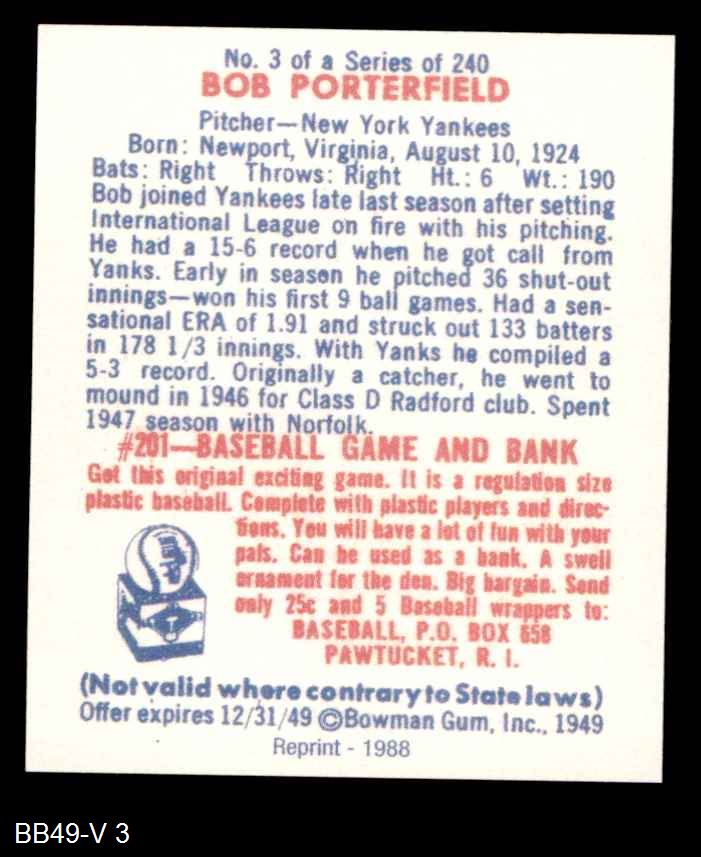 No. 3 of a Series of 240
BOB PORTERFIELD
Pitcher—New York Yankees
Born: Newport, Virginia, August 10, 1924
Bats: Right Throws: Right Ht.: 6 Wt.: 190
Bob joined Yankees late last season after setting
International League on fire with his pitching.
He had a 15-6 record when he got call from
Yanks. Early in season he pitched 36 shut-out
innings—won his first 9 ball games. Had a sen-
sational ERA of 1.91 and struck out 133 batters
in 178 1/3 innings. With Yanks he compiled a
5-3 record. Originally a catcher, he went to
mound in 1946 for Class D Radford club. Spent
1947 season with Norfolk.
#201—BASEBALL GAME AND BANK
Get this original exciting game. It is a regulation size
plastic baseball. Complete with plastic players and direc-
tions. You will have a lot of fun with your
pals. Can be used as a bank. A swell
ornament for the den. Big bargain. Send
only 25c and 5 Baseball wrappers to:
BASEBALL, P.O. BOX 658
PAWTUCKET, R. I.
(Not valid where contrary to State laws)
Offer expires 12/31/49 ©Bowman Gum, Inc., 1949
Reprint - 1988
BB49-V 3